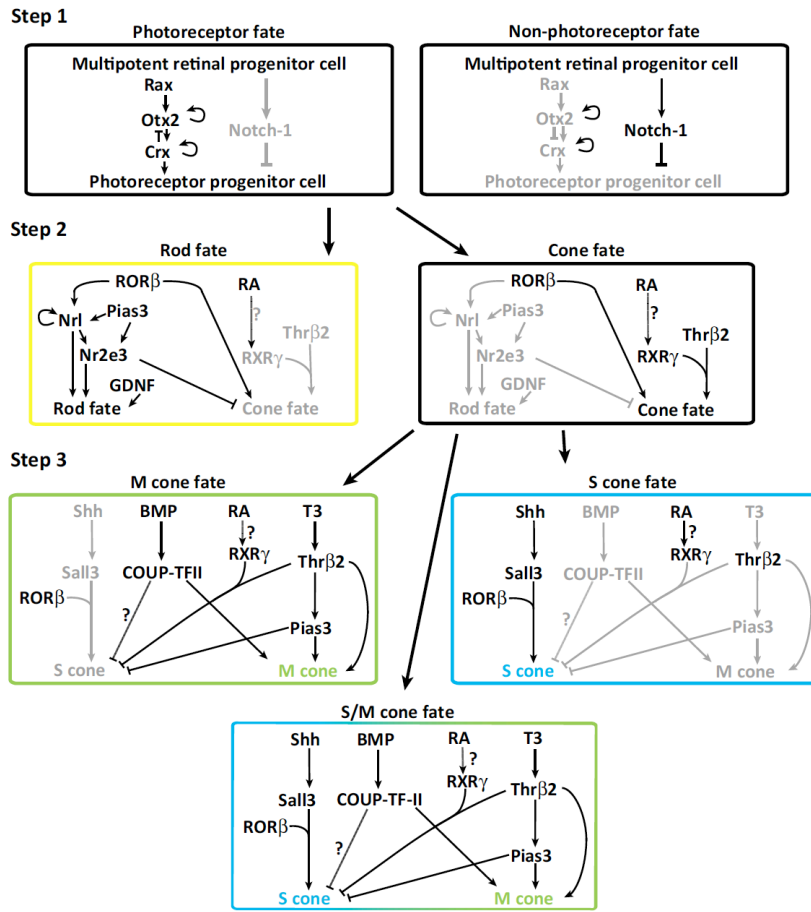 Step 1
Photoreceptor fate
Non-photoreceptor fate
Multipotent retinal progenitor cell
Rax
Otx2
Notch-1
Crx
Photoreceptor progenitor cell
Multipotent retinal progenitor cell
Rax
Otx2
Notch-1
Crx
Photoreceptor progenitor cell
Step 2
Rod fate
Cone fate
RORβ
RA
Nrl
Pias3
?
Thrβ2
Nr2e3
RXRγ
GDNF
Rod fate
Cone fate
RORβ
RA
Nrl
Pias3
?
Thrβ2
Nr2e3
RXRγ
GDNF
Rod fate
Cone fate
Step 3
M cone fate
S cone fate
Shh
BMP
RA
T3
?
RXRγ
Sall3
COUP-TFII
Thrβ2
RORβ
?
Pias3
S cone
M cone
Shh
BMP
RA
T3
?
RXRγ
Sall3
COUP-TFII
Thrβ2
RORβ
?
Pias3
S cone
M cone
S/M cone fate
Shh
BMP
RA
T3
?
RXRγ
Sall3
COUP-TF-II
Thrβ2
RORβ
?
Pias3
S cone
M cone